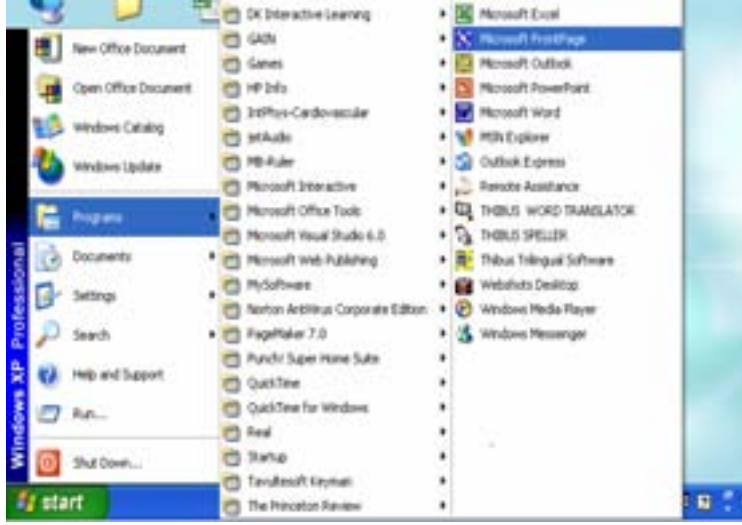 New Office Document
Open Office Document
Windows Catalog
Windows Update
Programs
Documents
Settings
Search
Help and Support
Run...
Shut Down...
Windows XP Professional
start
DK Interactive Learning
GAIN
Games
HP Info
IntPhys-Cardiovascular
jetAudio
MB-Ruler
Microsoft Interactive
Microsoft Office Tools
Microsoft Visual Studio 6.0
Microsoft Web Publishing
MySoftware
Norton AntiVirus Corporate Edition
PageMaker 7.0
Punch! Super Home Suite
QuickTime
QuickTime for Windows
Real
Startup
Tavultesoft Keyman
The Princeton Review
Microsoft Excel
Microsoft FrontPage
Microsoft Outlook
Microsoft PowerPoint
Microsoft Word
MSN Explorer
Outlook Express
Remote Assistance
THIBUS WORD TRANSLATOR
THIBUS SPELLER
Thibus Trilingual Software
Webshots Desktop
Windows Media Player
Windows Messenger